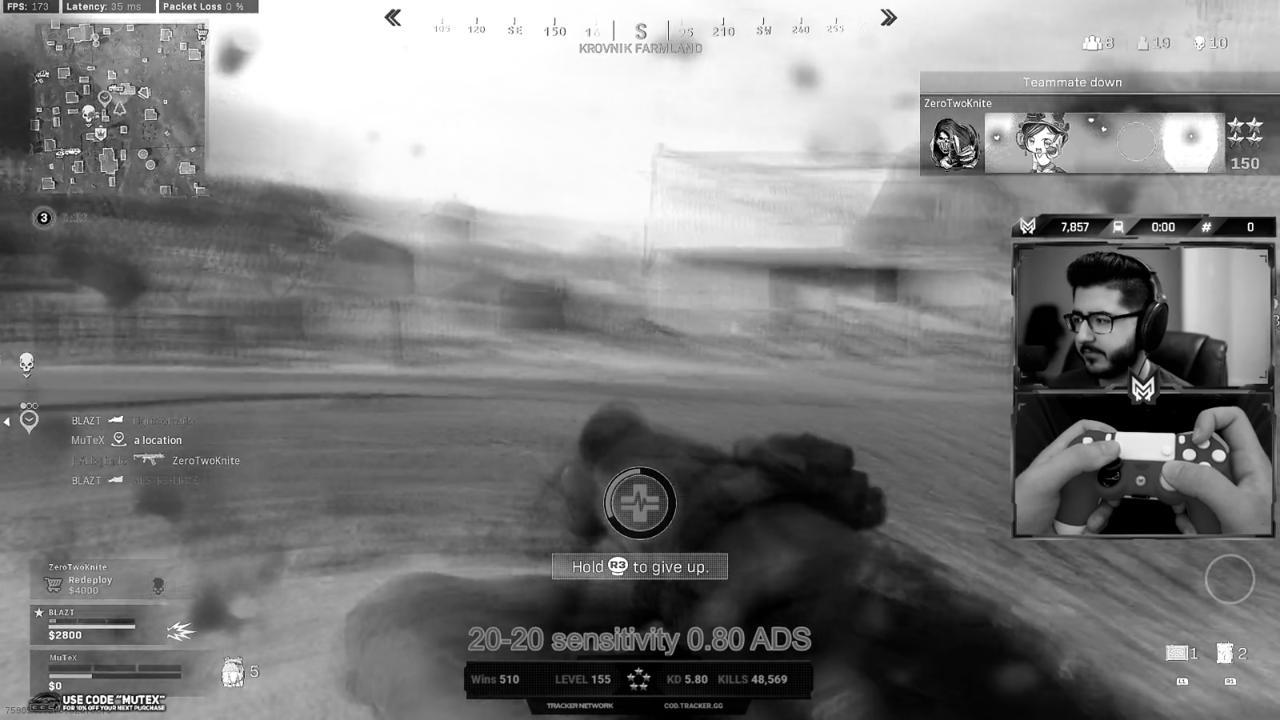 FPS: 173 Latency: 35 ms Packet Loss 0 %
105 120 SE 150 S 210 SW 240 255
KROVNIK FARMLAND
8 19 10
Teammate down
ZeroTwoKnite
150
3
7,857 0:00 # 0
BLAZT
MuTeX a location
ZeroTwoKnite
BLAZT
Hold R3 to give up.
ZeroTwoKnite
Redeploy
$4000
BLAZT
$2800
MuTeX
$0
5
1 2
L1 R1
20-20 sensitivity 0.80 ADS
Wins 510 LEVEL 155 KD 5.80 KILLS 48,569
TRACKER NETWORK COD.TRACKER.GG
USE CODE "MUTEX"
FOR 10% OFF YOUR NEXT PURCHASE